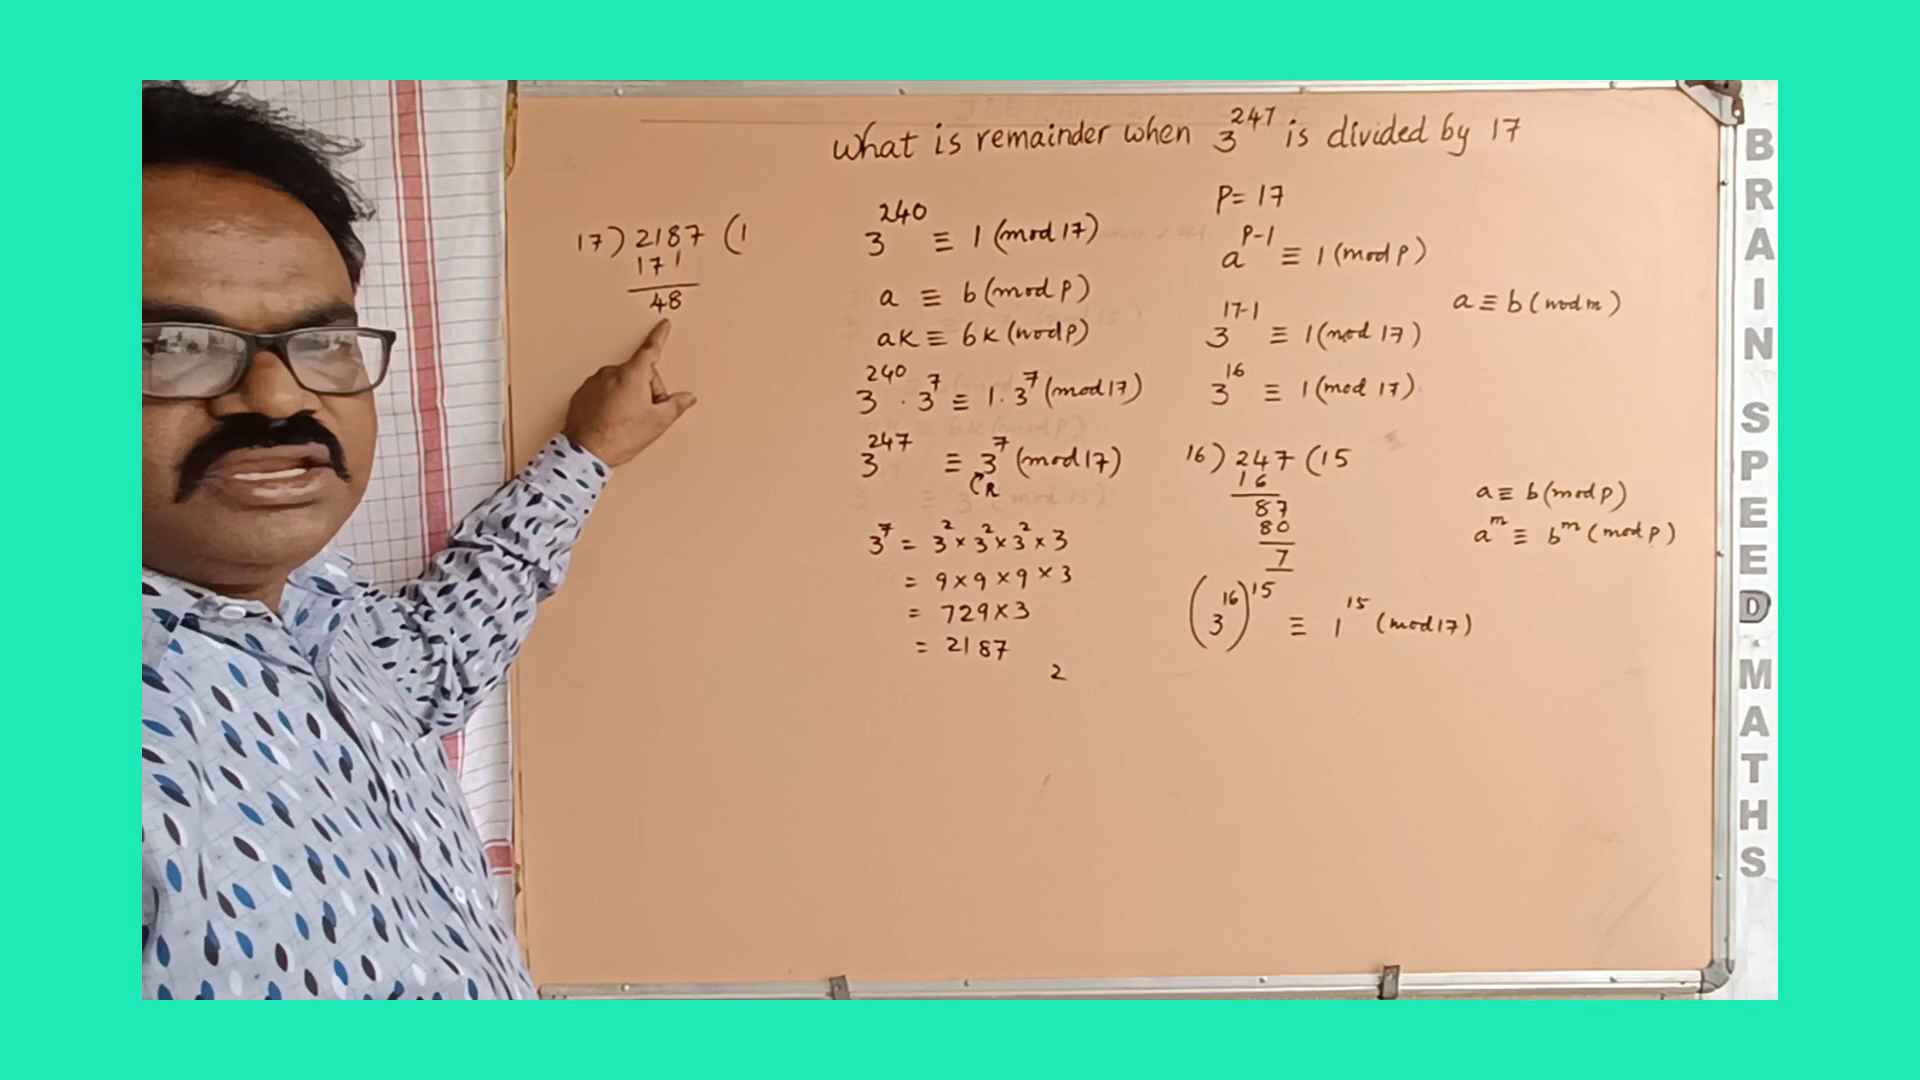 What is remainder when 3^247 is divided by 17
17) 2187 (1
171
48
3^240 ≡ 1 (mod 17)
a ≡ b (mod p)
ak ≡ bk (mod p)
3^240 . 3^7 ≡ 1. 3^7 (mod 17)
3^247 ≡ 3^7 (mod 17)
R
3^7 = 3^2 × 3^2 × 3^2 × 3
= 9 × 9 × 9 × 3
= 729 × 3
= 2187
2
P = 17
a^P-1 ≡ 1 (mod p)
3^17-1 ≡ 1 (mod 17)
3^16 ≡ 1 (mod 17)
16) 247 (15
16
87
80
7
(3^16)^15 ≡ 1^15 (mod 17)
a ≡ b (mod m)
a ≡ b (mod p)
a^m ≡ b^m (mod p)
BRAIN SPEED MATHS